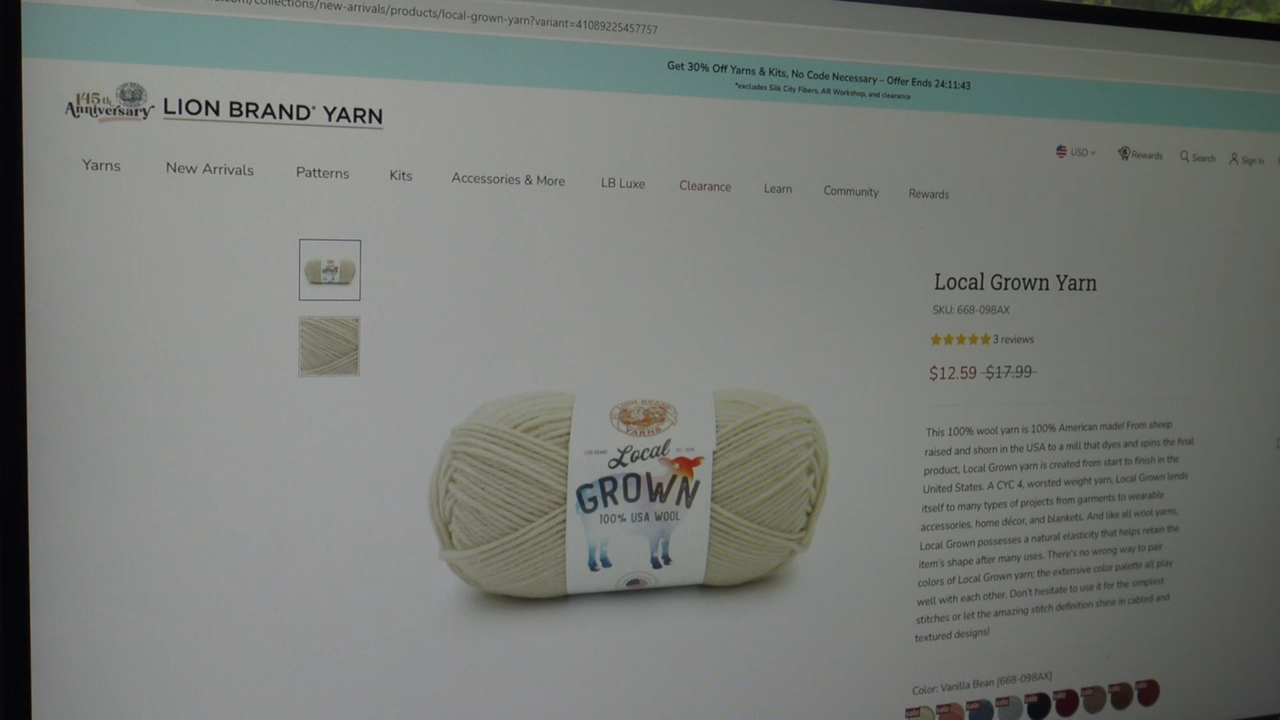 .com/collections/new-arrivals/products/local-grown-yarn?variant=41089225457757
Get 30% Off Yarns & Kits, No Code Necessary - Offer Ends 24:11:43
*excludes Silk City Fibers, AR Workshop, and clearance
145th
Anniversary
LION BRAND® YARN
USD
Rewards
Search
Sign In
Yarns
New Arrivals
Patterns
Kits
Accessories & More
LB Luxe
Clearance
Learn
Community
Rewards
Local Grown Yarn
SKU: 668-098AX
3 reviews
$12.59 $17.99
LION BRAND
YARNS
Local
GROWN
100% USA WOOL
This 100% wool yarn is 100% American made! From sheep
raised and shorn in the USA to a mill that dyes and spins the final
product, Local Grown yarn is created from start to finish in the
United States. A CYC 4, worsted weight yarn, Local Grown lends
itself to many types of projects from garments to wearable
accessories, home décor, and blankets. And like all wool yarns,
Local Grown possesses a natural elasticity that helps retain the
item's shape after many uses. There's no wrong way to pair
colors of Local Grown yarn; the extensive color palette all play
well with each other. Don't hesitate to use it for the simplest
stitches or let the amazing stitch definition shine in cabled and
textured designs!
Color: Vanilla Bean [668-098AX]